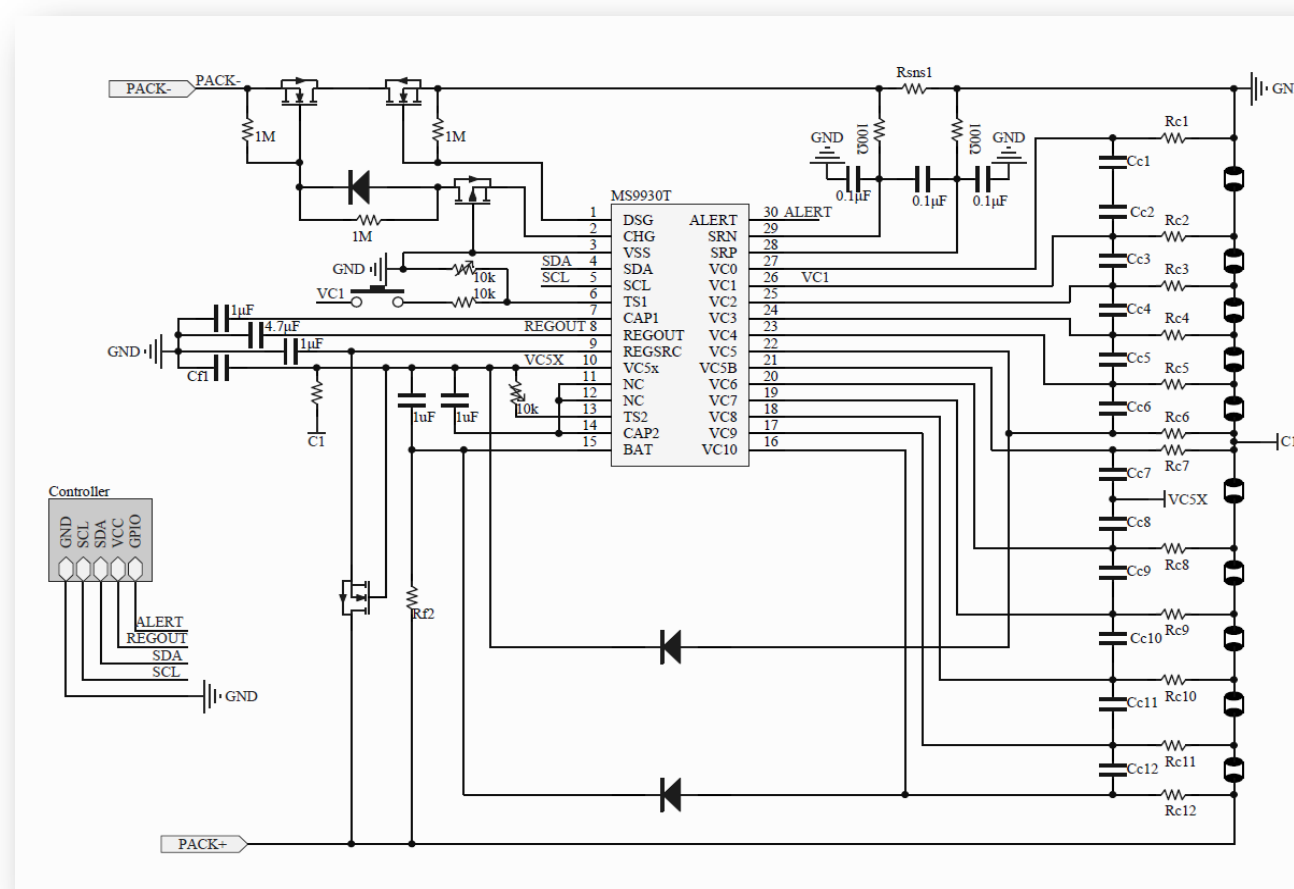 PACK-
PACK-
Rsns1
GN
1M
1M
100Ω
100Ω
GND
GND
0.1µF
0.1µF
0.1µF
Rc1
Cc1
Cc2
Rc2
Cc3
Rc3
Cc4
Rc4
Cc5
Rc5
Cc6
Rc6
C1
Rc7
Cc7
VC5X
Cc8
Rc8
Cc9
Rc9
Cc10
Rc10
Cc11
Rc11
Cc12
Rc12
1M
MS9930T
1 DSG ALERT 30 ALERT
2 CHG SRN 29
3 VSS SRP 28
SDA 4 SDA VC0 27
SCL 5 SCL VC1 26 VC1
6 TS1 VC2 25
7 CAP1 VC3 24
REGOUT 8 REGOUT VC4 23
9 REGSRC VC5 22
VC5X 10 VC5x VC5B 21
11 NC VC6 20
12 NC VC7 19
13 TS2 VC8 18
14 CAP2 VC9 17
15 BAT VC10 16
GND
10k
VC1
10k
1µF
4.7µF
GND
1µF
Cf1
C1
1uF
1uF
10k
Rf2
Controller
GND
SCL
SDA
VCC
GPIO
ALERT
REGOUT
SDA
SCL
GND
PACK+